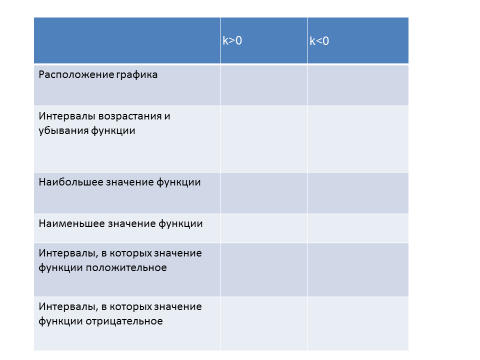 k>0
k<0
Расположение графика
Интервалы возрастания и
убывания функции
Наибольшее значение функции
Наименьшее значение функции
Интервалы, в которых значение
функции положительное
Интервалы, в которых значение
функции отрицательное